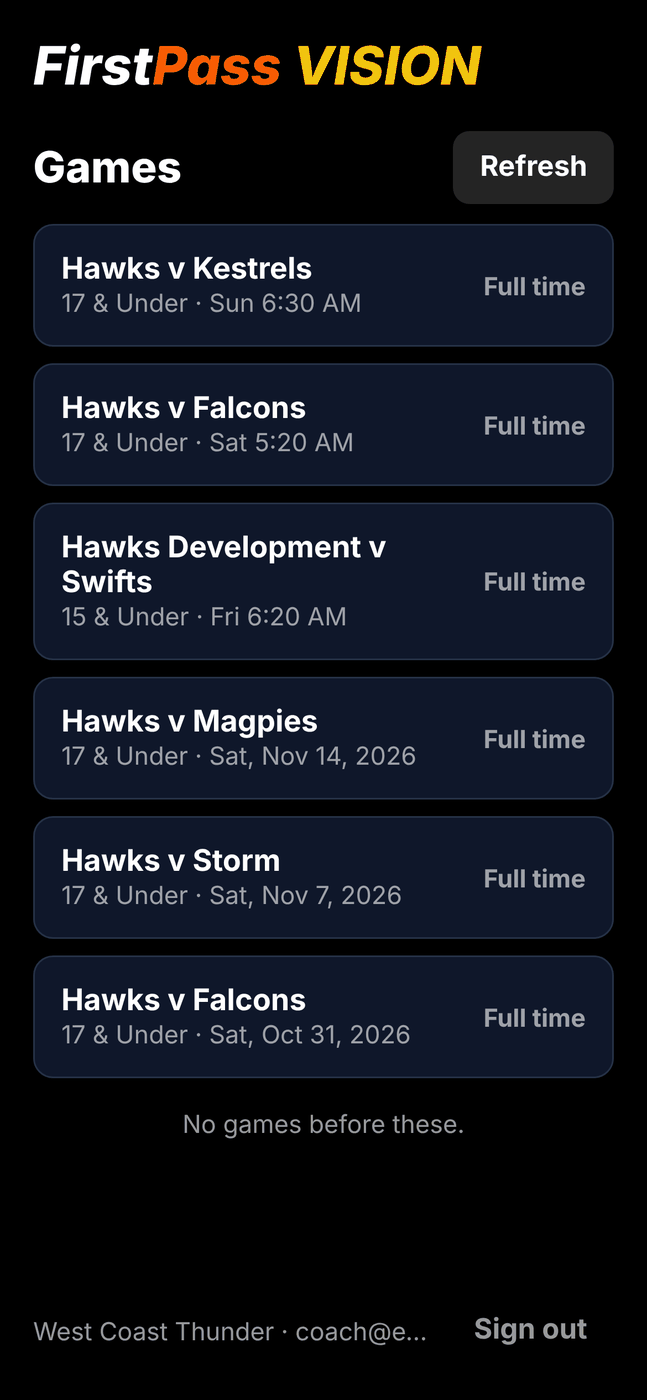 FirstPass VISION
Games
Refresh
Hawks v Kestrels
17 & Under · Sun 6:30 AM
Full time
Hawks v Falcons
17 & Under · Sat 5:20 AM
Full time
Hawks Development v
Swifts
15 & Under · Fri 6:20 AM
Full time
Hawks v Magpies
17 & Under · Sat, Nov 14, 2026
Full time
Hawks v Storm
17 & Under · Sat, Nov 7, 2026
Full time
Hawks v Falcons
17 & Under · Sat, Oct 31, 2026
Full time
No games before these.
West Coast Thunder · coach@e...
Sign out